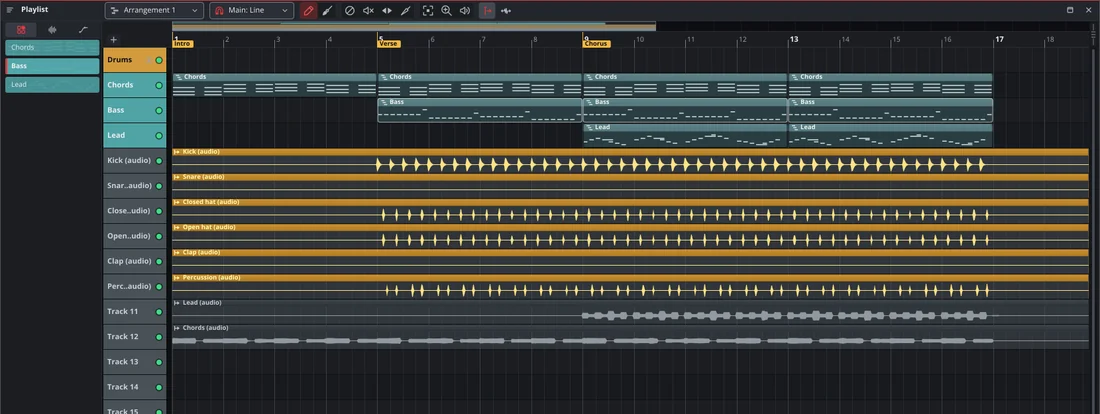 Playlist
Arrangement 1
Main: Line
Chords
Bass
Lead
+
1 2 3 4 5 6 7 8 9 10 11 12 13 14 15 16 17 18
Intro Verse Chorus
Drums
Chords Chords Chords Chords Chords
Bass Bass Bass Bass
Lead Lead Lead
Kick (audio) Kick (audio)
Snar..audio) Snare (audio)
Close..udio) Closed hat (audio)
Open..udio) Open hat (audio)
Clap (audio) Clap (audio)
Perc..audio) Percussion (audio)
Track 11 Lead (audio)
Track 12 Chords (audio)
Track 13
Track 14
Track 15